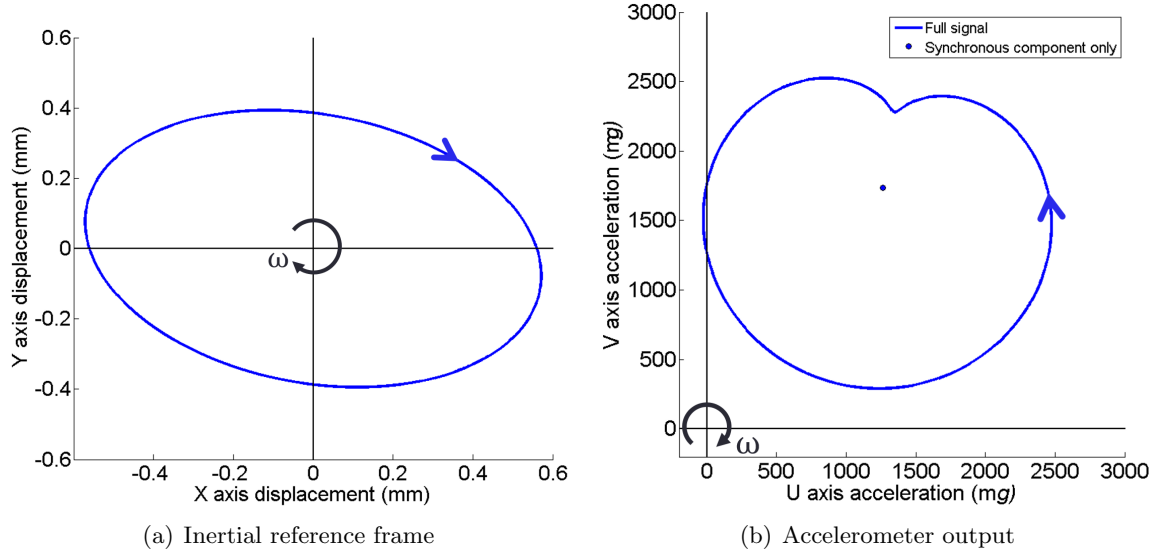 0.6
0.4
0.2
0
-0.2
-0.4
-0.6
Y axis displacement (mm)
ω
-0.4
-0.2
0
0.2
0.4
0.6
X axis displacement (mm)
(a) Inertial reference frame
3000
2500
2000
1500
1000
500
0
V axis acceleration (mg)
Full signal
Synchronous component only
ω
0
500
1000
1500
2000
2500
3000
U axis acceleration (mg)
(b) Accelerometer output